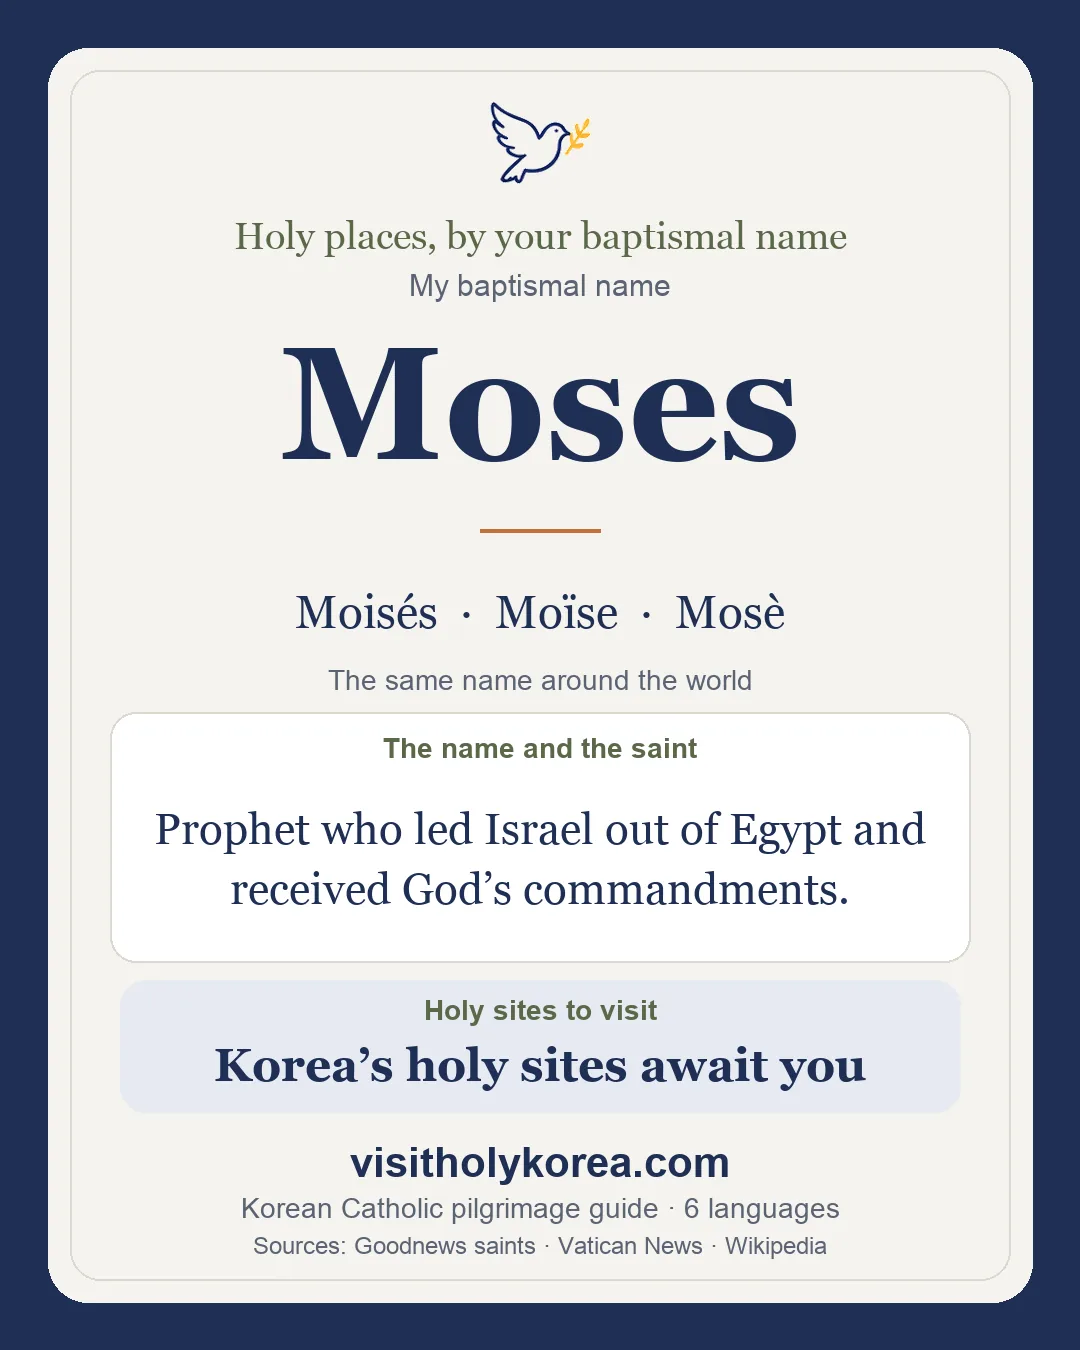 Holy places, by your baptismal name
My baptismal name
Moses
Moisés · Moïse · Mosè
The same name around the world
The name and the saint
Prophet who led Israel out of Egypt and
received God’s commandments.
Holy sites to visit
Korea’s holy sites await you
visitholykorea.com
Korean Catholic pilgrimage guide · 6 languages
Sources: Goodnews saints · Vatican News · Wikipedia